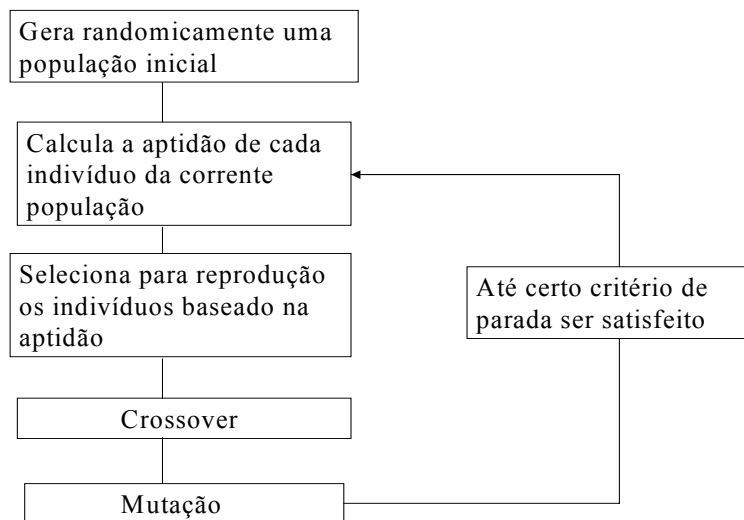 Gera randomicamente uma
população inicial
Calcula a aptidão de cada
indivíduo da corrente
população
Seleciona para reprodução
os indivíduos baseado na
aptidão
Até certo critério de
parada ser satisfeito
Crossover
Mutação